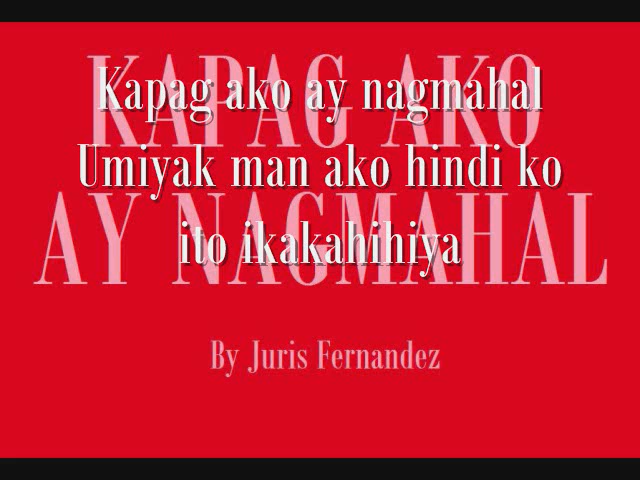 KAPAG AKO
AY NAGMAHAL
Kapag ako ay nagmahal
Umiyak man ako hindi ko
ito ikakahihiya
By Juris Fernandez